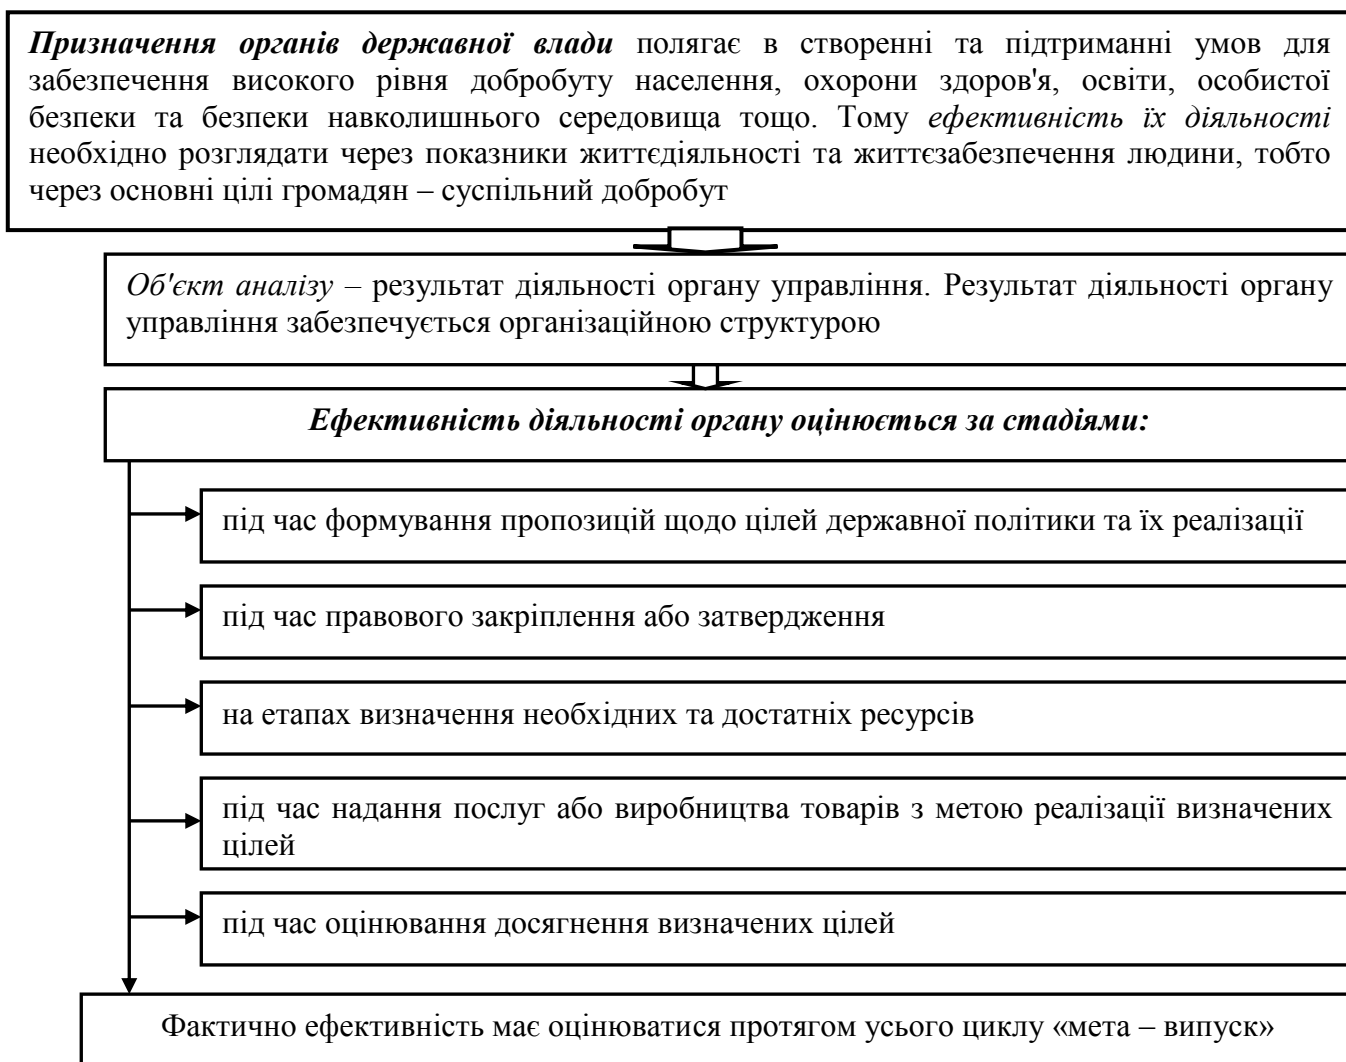 Призначення органів державної влади полягає в створенні та підтриманні умов для
забезпечення високого рівня добробуту населення, охорони здоров'я, освіти, особистої
безпеки та безпеки навколишнього середовища тощо. Тому ефективність їх діяльності
необхідно розглядати через показники життєдіяльності та життєзабезпечення людини, тобто
через основні цілі громадян – суспільний добробут
Об'єкт аналізу – результат діяльності органу управління. Результат діяльності органу
управління забезпечується організаційною структурою
Ефективність діяльності органу оцінюється за стадіями:
під час формування пропозицій щодо цілей державної політики та їх реалізації
під час правового закріплення або затвердження
на етапах визначення необхідних та достатніх ресурсів
під час надання послуг або виробництва товарів з метою реалізації визначених
цілей
під час оцінювання досягнення визначених цілей
Фактично ефективність має оцінюватися протягом усього циклу «мета – випуск»